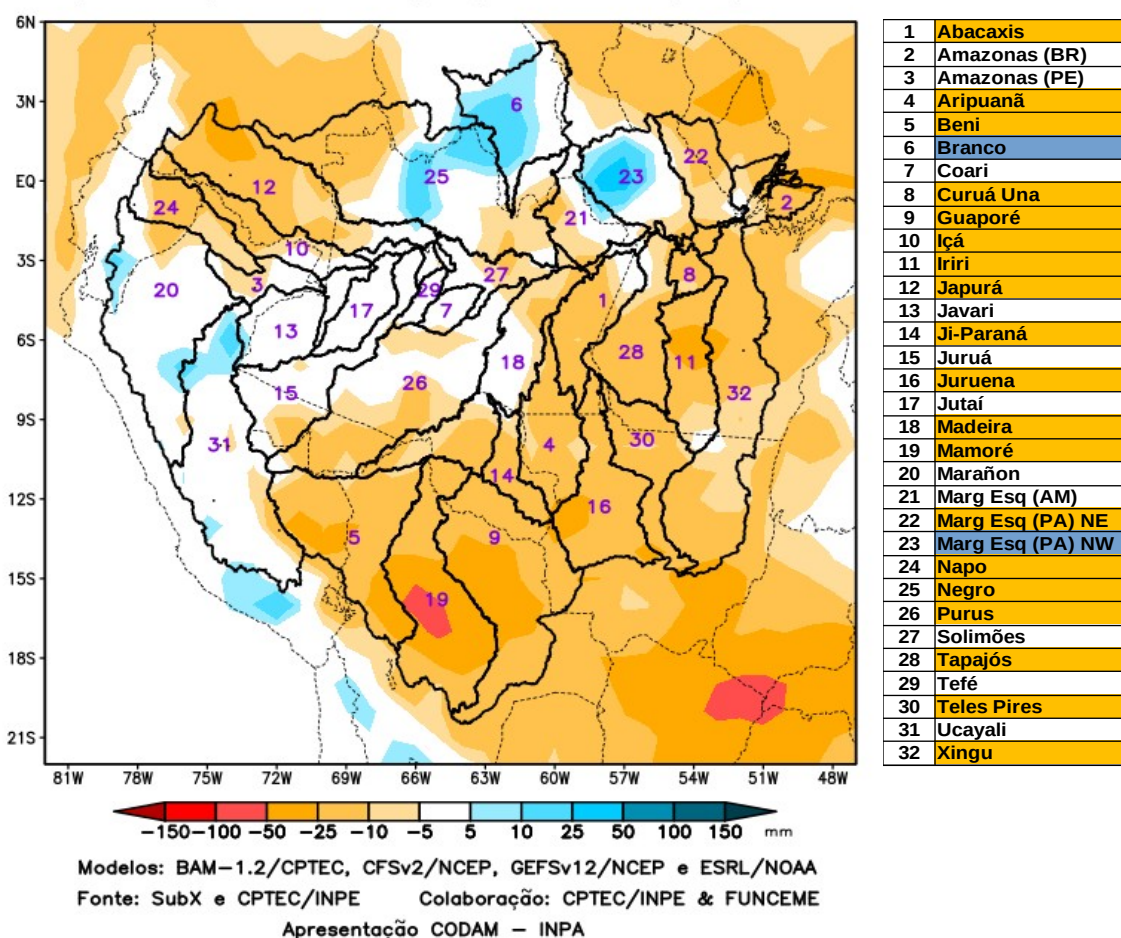 6N
3N
EQ
3S
6S
9S
12S
15S
18S
21S
81W 78W 75W 72W 69W 66W 63W 60W 57W 54W 51W 48W
6
22
25
23
12
24
2
21
10
27
3
8
20
29
1
7
17
13
28
11
18
26
15
32
30
31
4
14
16
5
9
19
1 Abacaxis
2 Amazonas (BR)
3 Amazonas (PE)
4 Aripuanã
5 Beni
6 Branco
7 Coari
8 Curuá Una
9 Guaporé
10 Içá
11 Iriri
12 Japurá
13 Javari
14 Ji-Paraná
15 Juruá
16 Juruena
17 Jutaí
18 Madeira
19 Mamoré
20 Marañon
21 Marg Esq (AM)
22 Marg Esq (PA) NE
23 Marg Esq (PA) NW
24 Napo
25 Negro
26 Purus
27 Solimões
28 Tapajós
29 Tefé
30 Teles Pires
31 Ucayali
32 Xingu
-150 -100 -50 -25 -10 -5 5 10 25 50 100 150 mm
Modelos: BAM-1.2/CPTEC, CFSv2/NCEP, GEFSv12/NCEP e ESRL/NOAA
Fonte: SubX e CPTEC/INPE Colaboração: CPTEC/INPE & FUNCEME
Apresentação CODAM - INPA